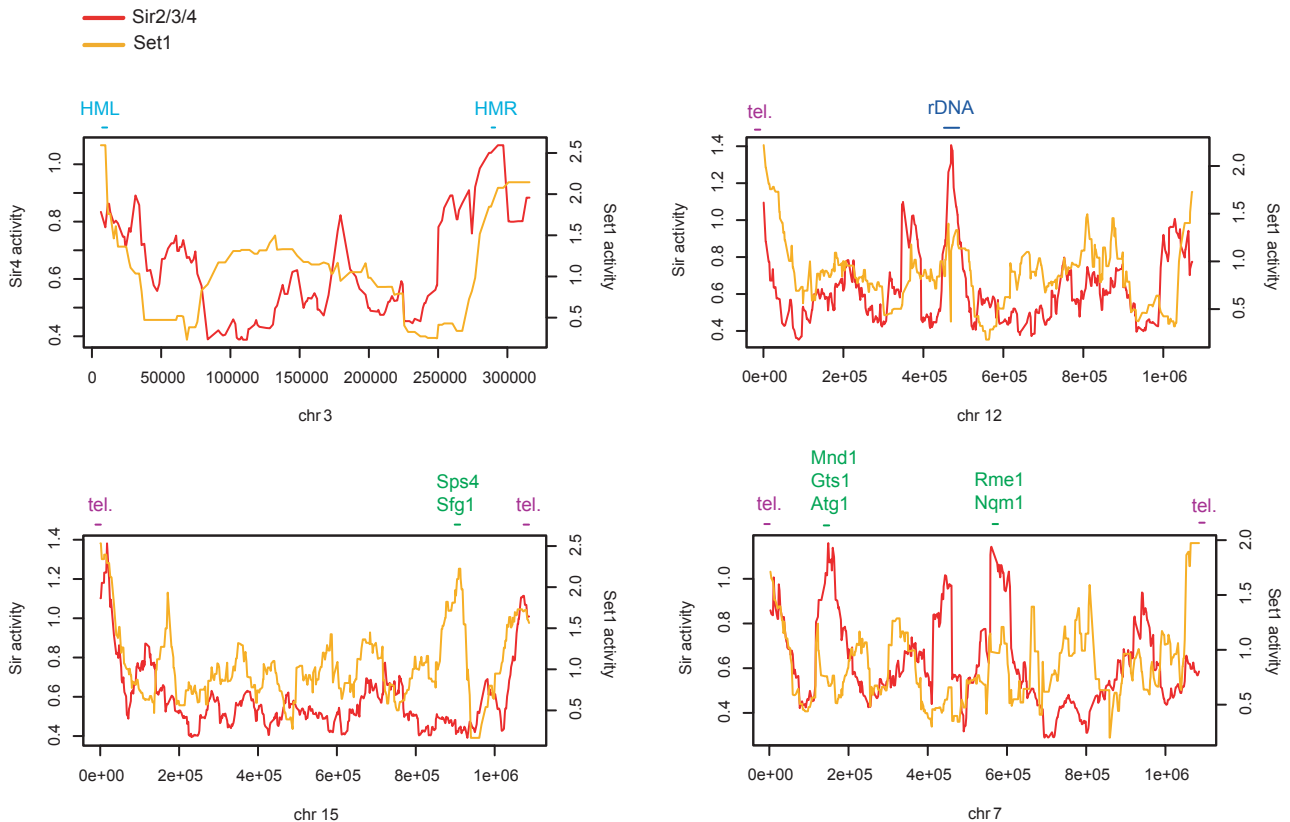 Sir2/3/4
Set1
HML
HMR
Sir4 activity
0.4
0.6
0.8
1.0
0.5
1.0
1.5
2.0
2.5
Set1 activity
0
50000
100000
150000
200000
250000
300000
chr 3
tel.
rDNA
Sir activity
0.4
0.6
0.8
1.0
1.2
1.4
0.5
1.0
1.5
2.0
Set1 activity
0e+00
2e+05
4e+05
6e+05
8e+05
1e+06
chr 12
tel.
Sps4
Sfg1
tel.
Sir activity
0.4
0.6
0.8
1.0
1.2
1.4
0.5
1.0
1.5
2.0
2.5
Set1 activity
0e+00
2e+05
4e+05
6e+05
8e+05
1e+06
chr 15
tel.
Mnd1
Gts1
Atg1
Rme1
Nqm1
tel.
Sir activity
0.4
0.6
0.8
1.0
0.5
1.0
1.5
2.0
Set1 activity
0e+00
2e+05
4e+05
6e+05
8e+05
1e+06
chr 7